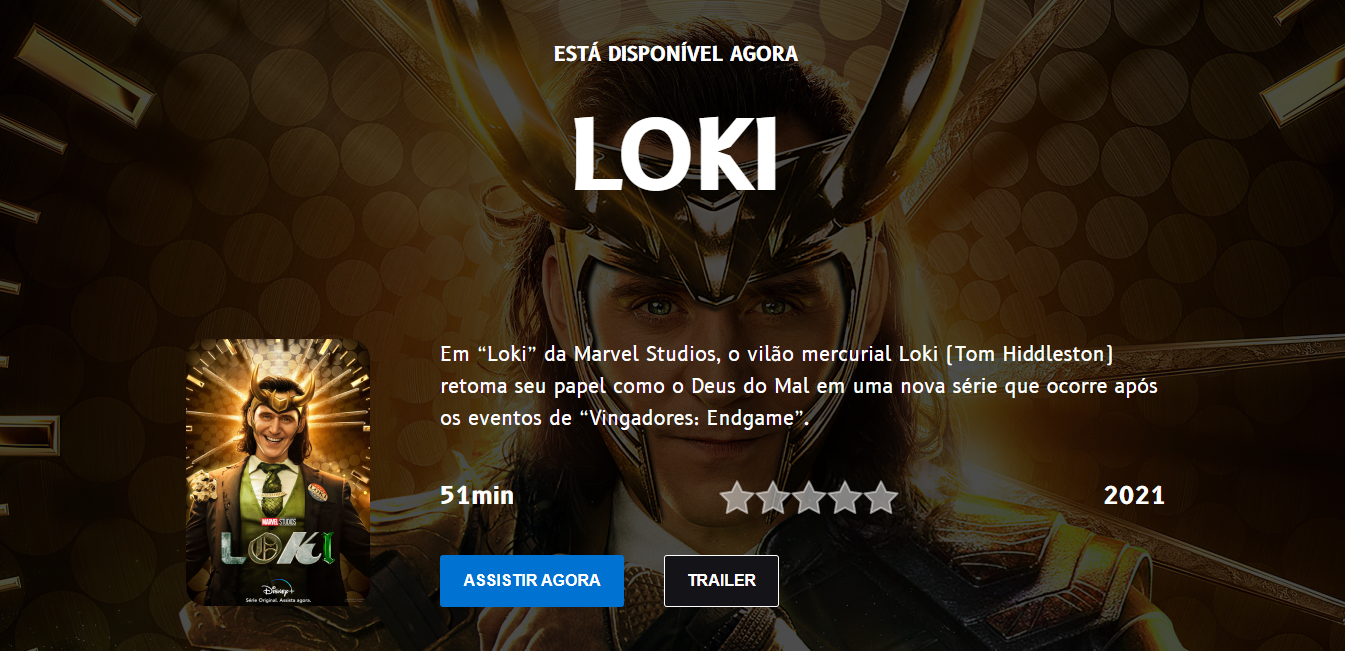 ESTÁ DISPONÍVEL AGORA
LOKI
Em “Loki” da Marvel Studios, o vilão mercurial Loki (Tom Hiddleston)
retoma seu papel como o Deus do Mal em uma nova série que ocorre após
os eventos de “Vingadores: Endgame”.
MARVEL STUDIOS
LOKI
Disney+
Série Original. Assista agora.
51min
2021
ASSISTIR AGORA
TRAILER